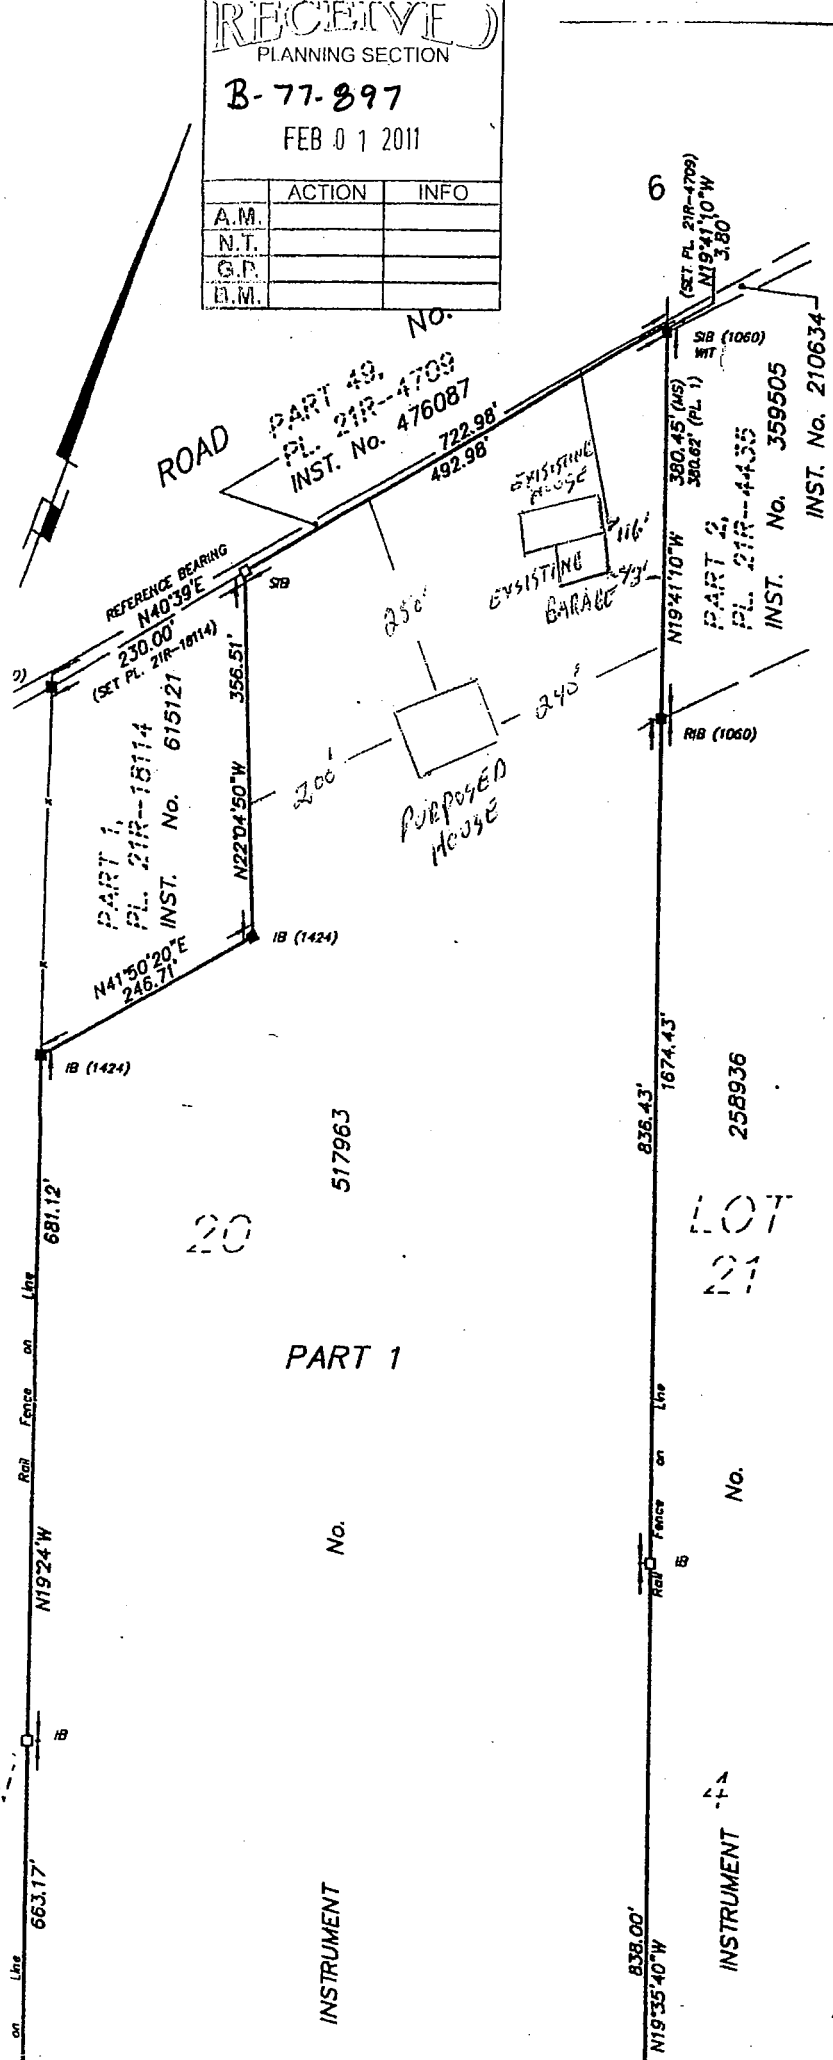 RECEIVED
PLANNING SECTION
B-77-897
FEB 01 2011
ACTION INFO
A.M.
N.T.
G.P.
B.M.
6
(SET PL. 21R-4709)
N19°41'10"W
3.80'
No.
SIB (1060)
WIT
ROAD
PART 49,
PL. 21R-4709
INST. No. 476087
722.98'
492.98'
380.45' (MS)
380.62' (PL. 1)
N19°41'10"W
PART 2,
PL. 21R-4435
INST. No. 359505
INST. No. 210634
EXISITING
HOUSE
116'
EXISITING
GARAGE
43'
REFERENCE BEARING
N40°39'E
230.00'
(SET PL. 21R-18114)
SIB
250'
356.51'
N22°04'50"W
PART 1,
PL. 21R-18114
INST. No. 615121
240'
200'
PURPOSED
HOUSE
RIB (1060)
N41°50'20"E
246.71'
IB (1424)
IB (1424)
517963
1674.43'
836.43'
258936
681.12'
20
LOT
21
PART 1
Rail Fence on Line
Rail Fence on Line
No.
No.
N19°24'W
IB
IB
4
663.17'
INSTRUMENT
INSTRUMENT
838.00'
N19°35'40"W
on Line